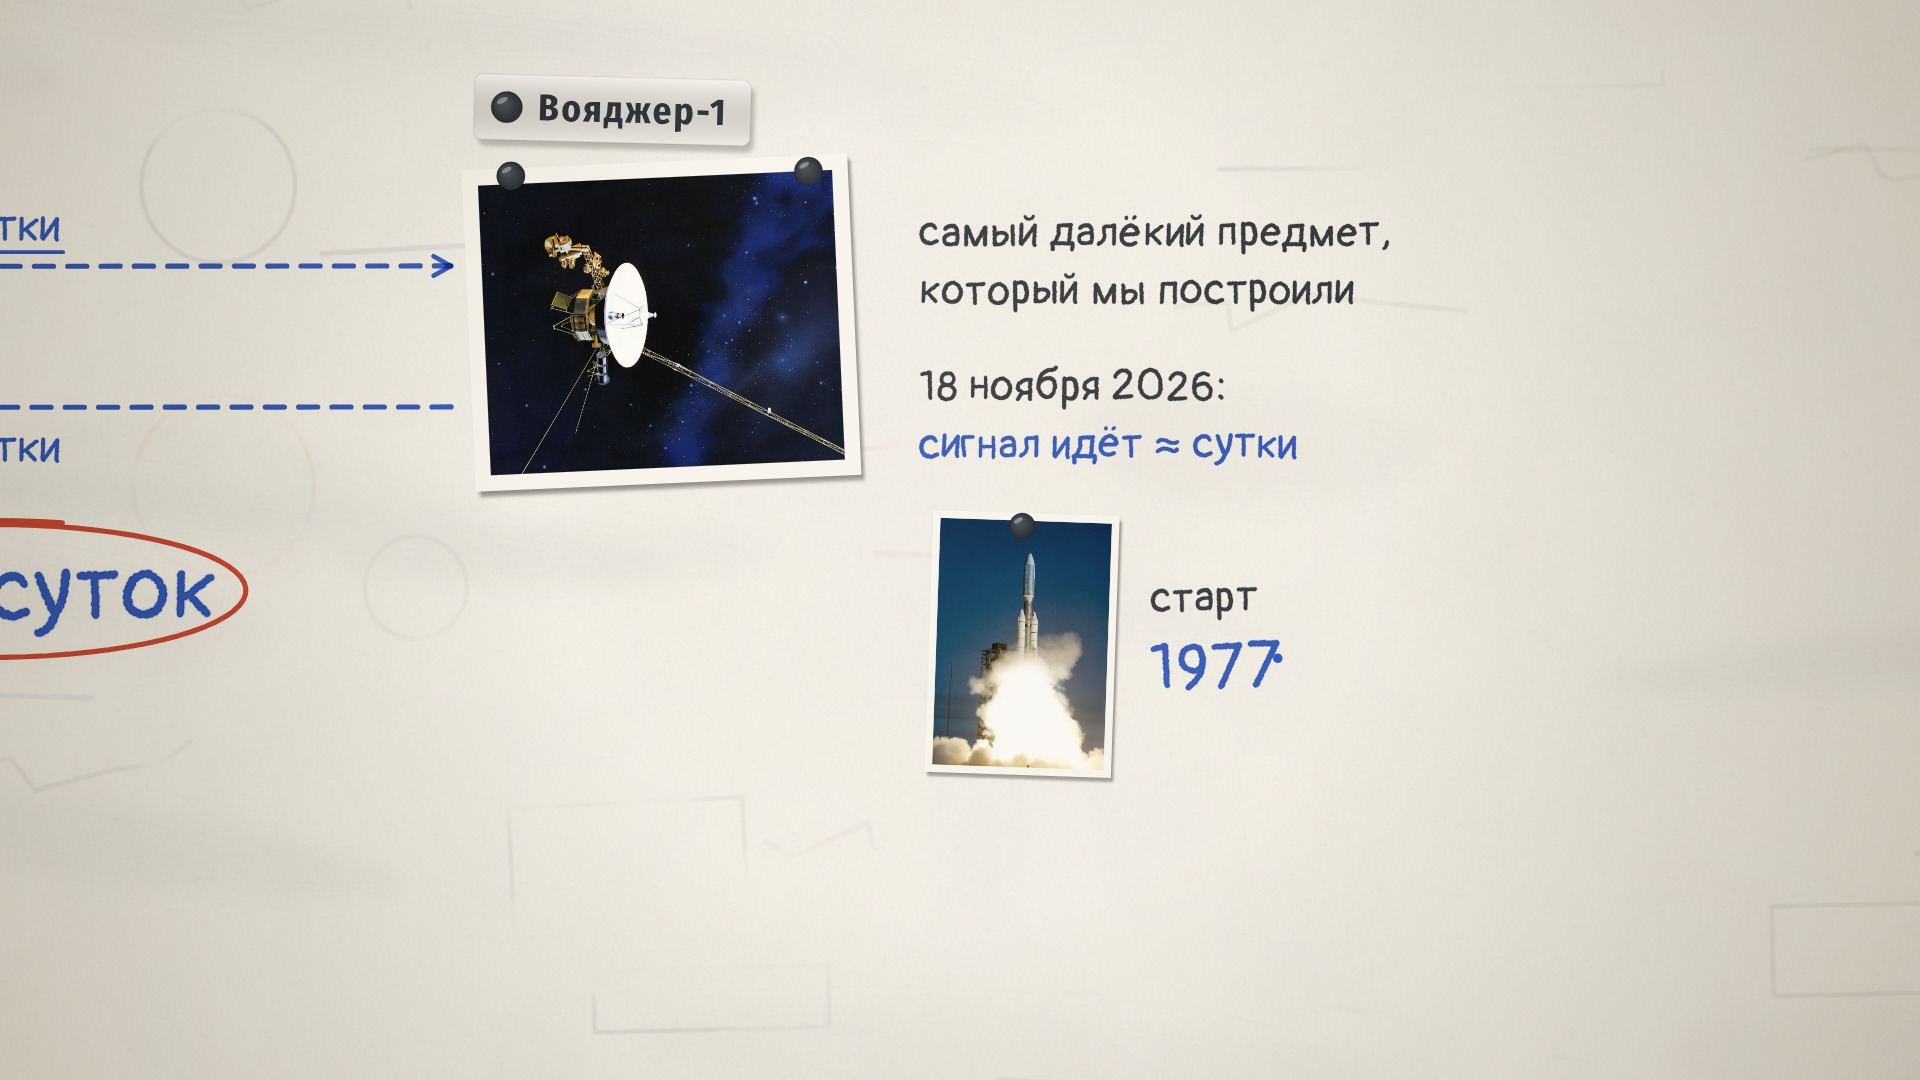 Вояджер-1
тки
самый далёкий предмет,
который мы построили
18 ноября 2026:
сигнал идёт ≈ сутки
тки
суток
старт
1977